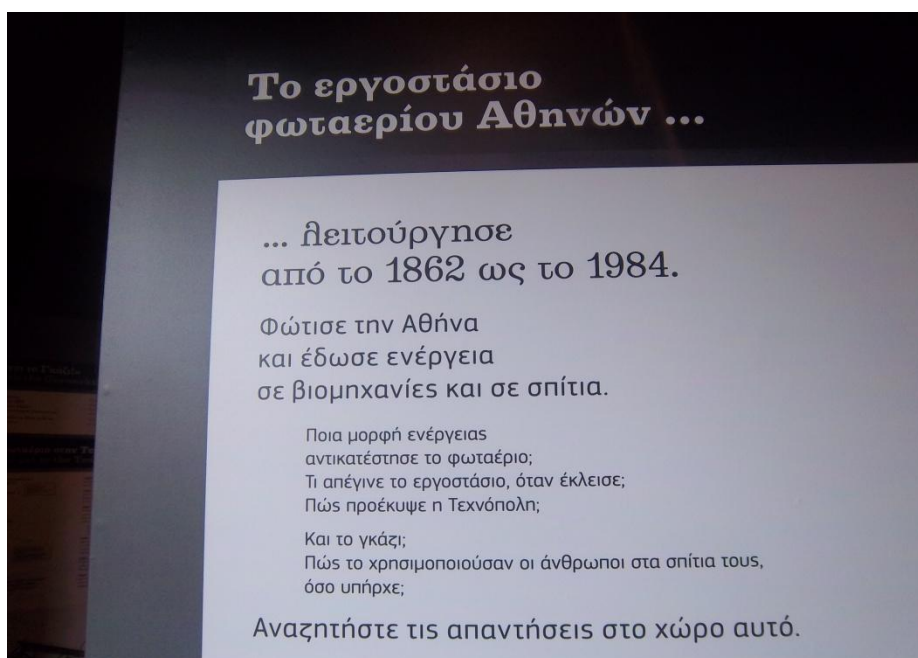 Το εργοστάσιο
φωταερίου Αθηνών ...
... λειτούργησε
από το 1862 ως το 1984.
Φώτισε την Αθήνα
και έδωσε ενέργεια
σε βιομηχανίες και σε σπίτια.
Ποια μορφή ενέργειας
αντικατέστησε το φωταέριο;
Τι απέγινε το εργοστάσιο, όταν έκλεισε;
Πώς προέκυψε η Τεχνόπολη;
Και το γκάζι;
Πώς το χρησιμοποιούσαν οι άνθρωποι στα σπίτια τους,
όσο υπήρχε;
Αναζητήστε τις απαντήσεις στο χώρο αυτό.